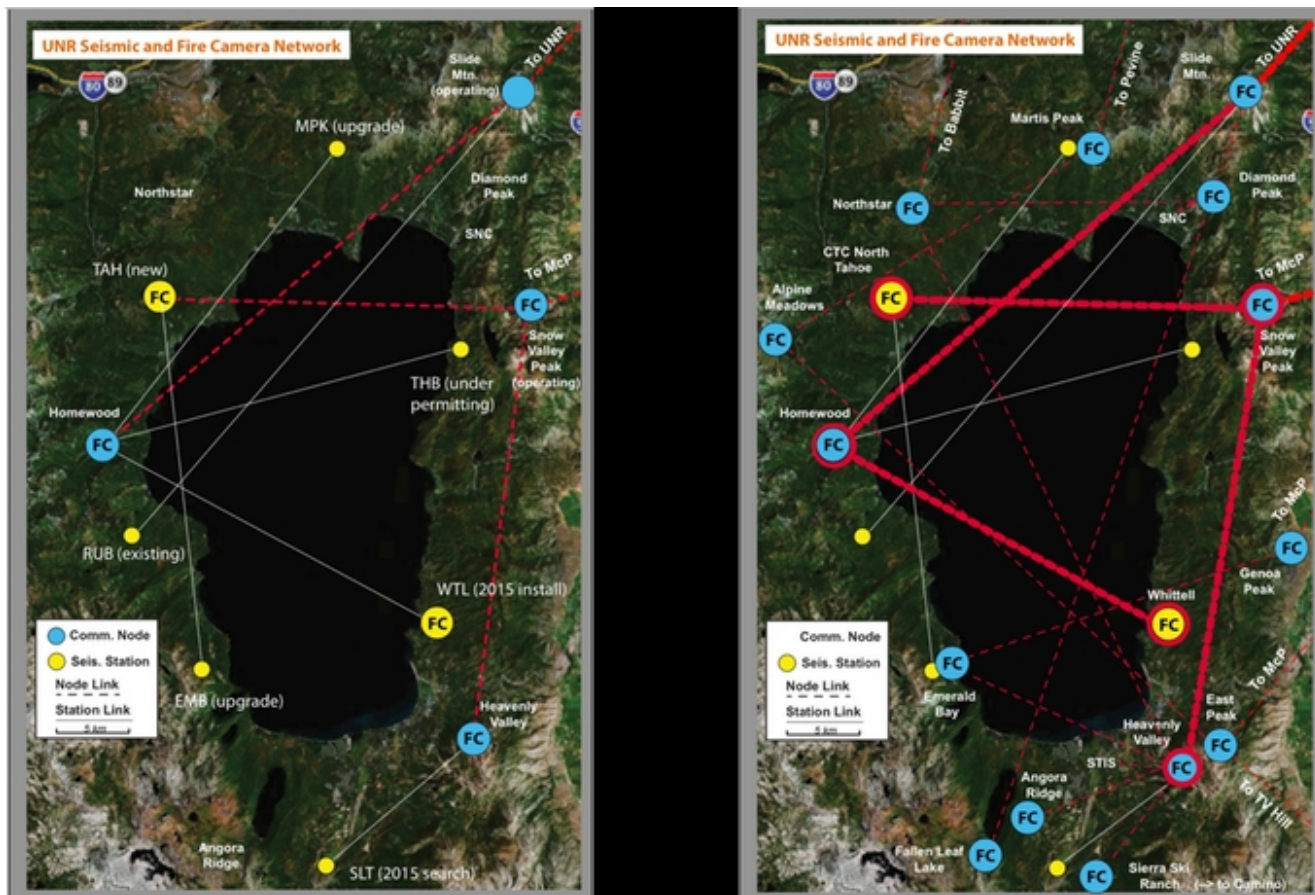 UNR Seismic and Fire Camera Network
To UNR
Slide
Mtn.
(operating)
80
89
MPK (upgrade)
Northstar
Diamond
Peak
SNC
TAH (new)
FC
To McP
FC
Snow
Valley
Peak
(operating)
THB (under
permitting)
Homewood
FC
RUB (existing)
WTL (2015 install)
FC
Comm. Node
Seis. Station
Node Link
Station Link
5 km
EMB (upgrade)
Heavenly
Valley
FC
Angora
Ridge
SLT (2015 search)
UNR Seismic and Fire Camera Network
To UNR
Slide
Mtn.
FC
80
89
To Babbit
To Pevine
Martis Peak
FC
Northstar
FC
Diamond
Peak
FC
SNC
CTC North
Tahoe
FC
To McP
FC
Alpine
Meadows
FC
Snow
Valley
Peak
Homewood
FC
To McP
FC
Genoa
Peak
Whittell
FC
Comm. Node
Seis. Station
Node Link
Station Link
5 km
FC
Emerald
Bay
To McP
East
Peak
FC
Heavenly
Valley
STIS
FC
To TV Hill
Angora
Ridge
FC
Fallen Leaf
Lake
FC
FC
Sierra Ski
Ranch (--> to Camino)